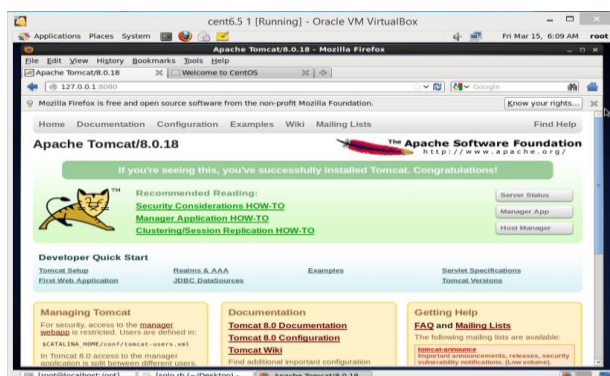 cent6.5 1 [Running] - Oracle VM VirtualBox
Applications Places System Fri Mar 15, 6:09 AM root
Apache Tomcat/8.0.18 - Mozilla Firefox
File Edit View History Bookmarks Tools Help
Apache Tomcat/8.0.18 Welcome to CentOS
127.0.0.1:8080 Google
Mozilla Firefox is free and open source software from the non-profit Mozilla Foundation. Know your rights...
Home Documentation Configuration Examples Wiki Mailing Lists Find Help
Apache Tomcat/8.0.18 The Apache Software Foundation
http://www.apache.org/
If you're seeing this, you've successfully installed Tomcat. Congratulations!
TM
Recommended Reading:
Security Considerations HOW-TO
Manager Application HOW-TO
Clustering/Session Replication HOW-TO
Server Status
Manager App
Host Manager
Developer Quick Start
Tomcat Setup Realms & AAA Examples Servlet Specifications
First Web Application JDBC DataSources Tomcat Versions
Managing Tomcat
For security, access to the manager
webapp is restricted. Users are defined in:
$CATALINA_HOME/conf/tomcat-users.xml
In Tomcat 8.0 access to the manager
application is split between different users.
Documentation
Tomcat 8.0 Documentation
Tomcat 8.0 Configuration
Tomcat Wiki
Find additional important configuration
Getting Help
FAQ and Mailing Lists
The following mailing lists are available:
tomcat-announce
Important announcements, releases, security
vulnerability notifications. (Low volume).
[root@localhost:/opt] Apache Tomcat/8.0.18